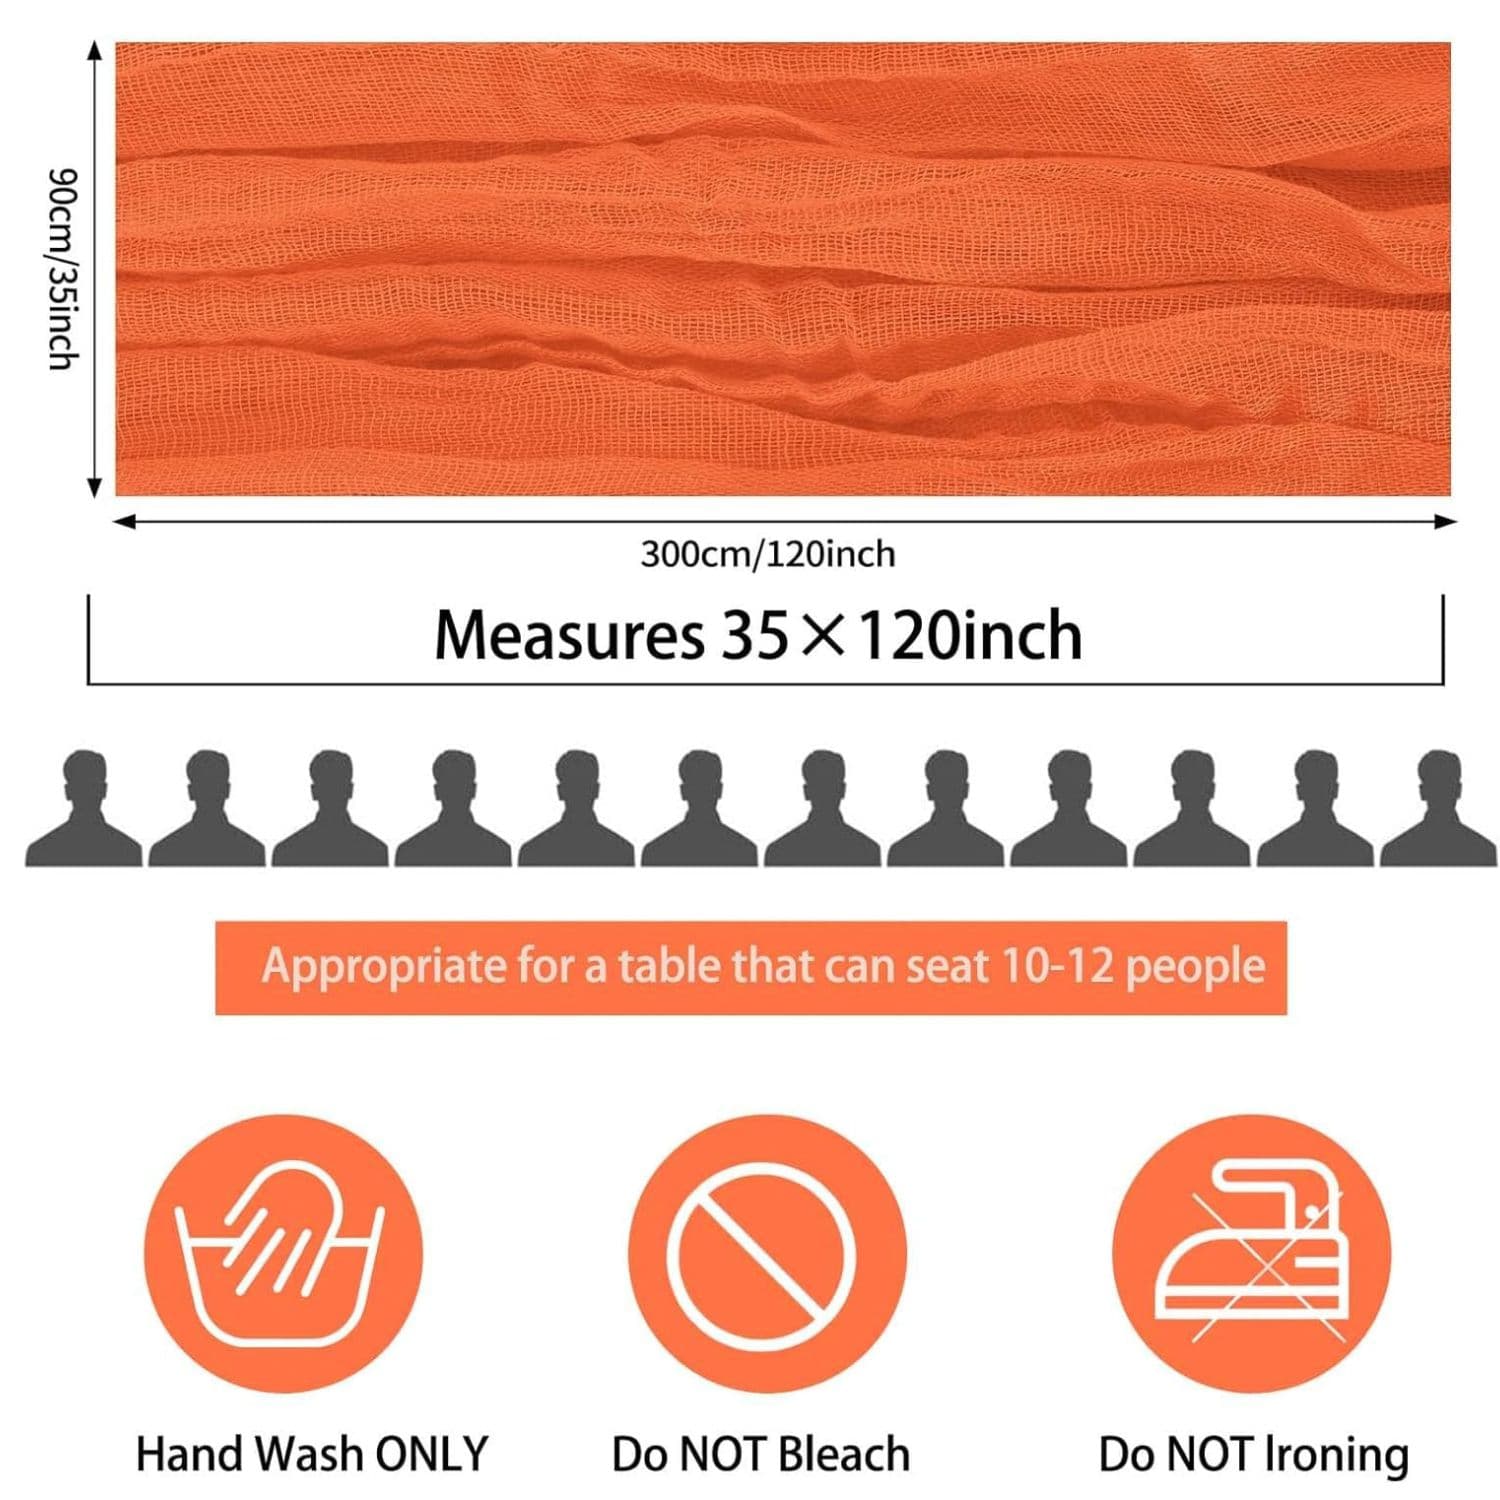 90cm/35inch
300cm/120inch
Measures 35×120inch
Appropriate for a table that can seat 10-12 people
Hand Wash ONLY
Do NOT Bleach
Do NOT Ironing